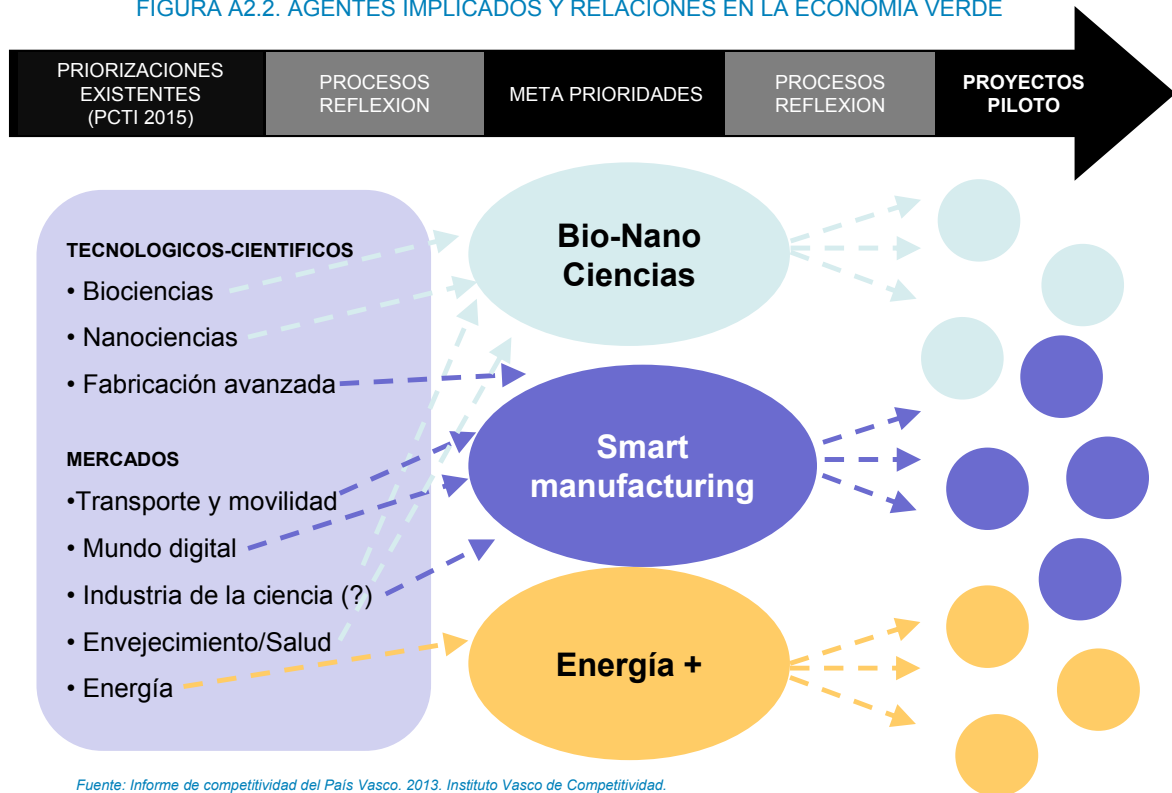 FIGURA A2.2. AGENTES IMPLICADOS Y RELACIONES EN LA ECONOMIA VERDE
PRIORIZACIONES
EXISTENTES
(PCTI 2015)
PROCESOS
REFLEXION
META PRIORIDADES
PROCESOS
REFLEXION
PROYECTOS
PILOTO
TECNOLOGICOS-CIENTIFICOS
• Biociencias
• Nanociencias
• Fabricación avanzada
MERCADOS
•Transporte y movilidad
• Mundo digital
• Industria de la ciencia (?)
• Envejecimiento/Salud
• Energía
Bio-Nano
Ciencias
Smart
manufacturing
Energía +
Fuente: Informe de competitividad del País Vasco. 2013. Instituto Vasco de Competitividad.